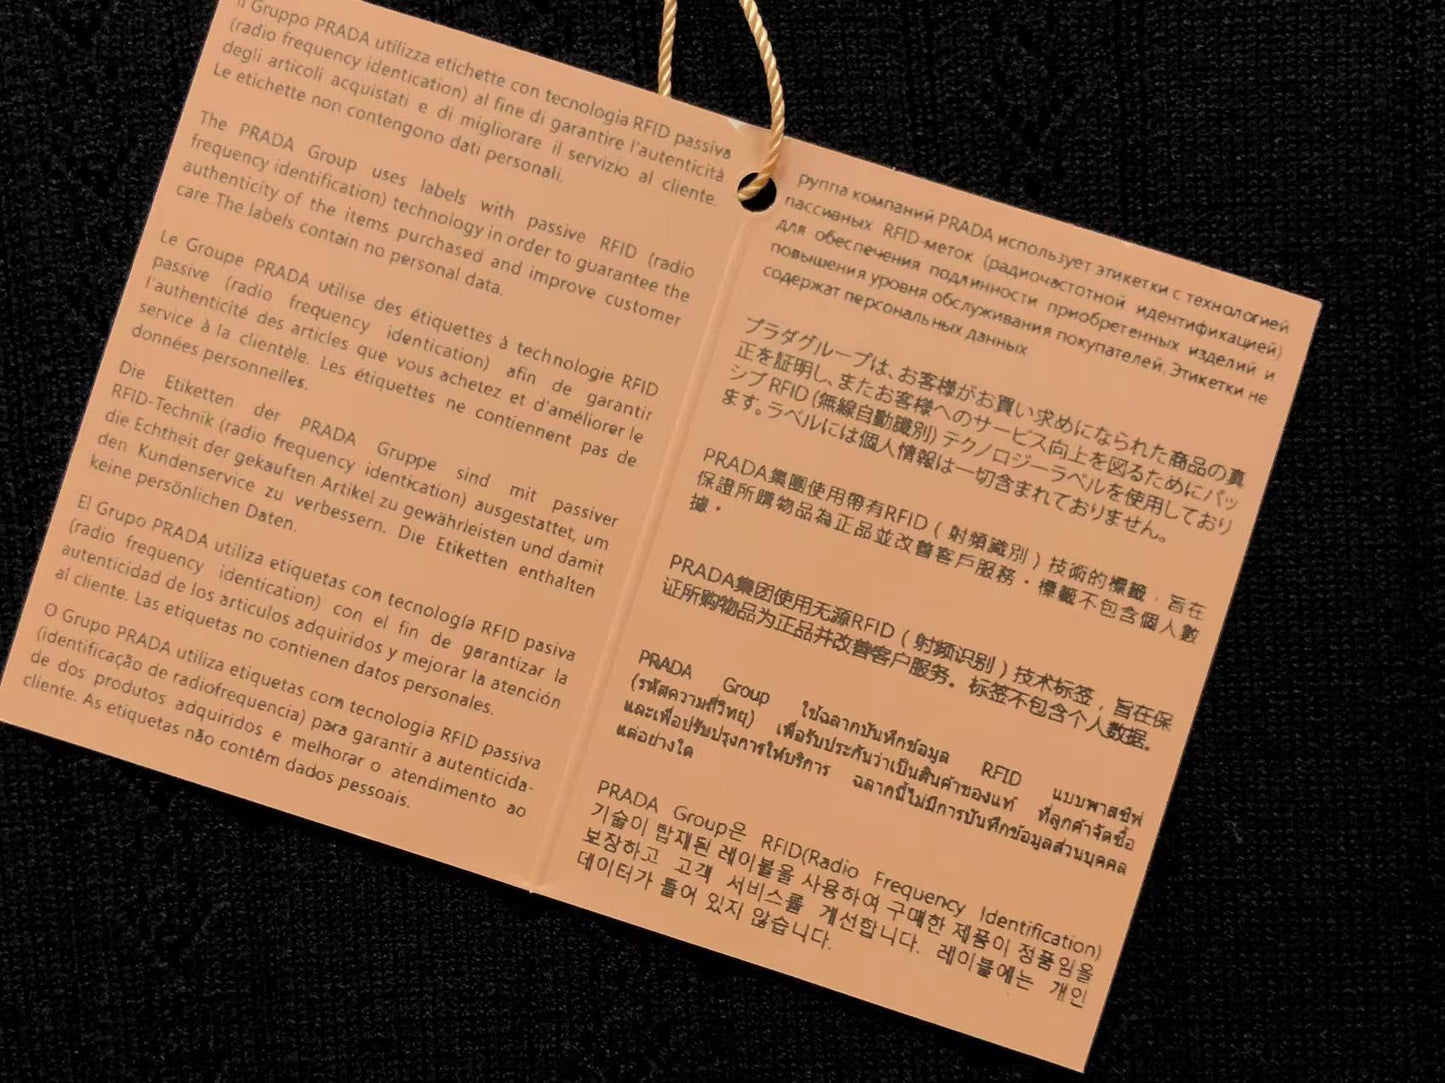 Il Gruppo PRADA utilizza etichette con tecnologia RFID passiva
(radio frequency identication) al fine di garantire l'autenticità
degli articoli acquistati e di migliorare il servizio al cliente.
Le etichette non contengono dati personali.
The PRADA Group uses labels with passive RFID (radio
frequency identification) technology in order to guarantee the
authenticity of the items purchased and improve customer
care. The labels contain no personal data.
Le Groupe PRADA utilise des étiquettes à technologie RFID
passive (radio frequency identication) afin de garantir
l'authenticité des articles que vous achetez et d'améliorer le
service à la clientèle. Les étiquettes ne contiennent pas de
données personnelles.
Die Etiketten der PRADA Gruppe sind mit passiver
RFID-Technik (radio frequency identication) ausgestattet, um
die Echtheit der gekauften Artikel zu gewährleisten und damit
den Kundenservice zu verbessern. Die Etiketten enthalten
keine persönlichen Daten.
El Grupo PRADA utiliza etiquetas con tecnología RFID pasiva
(radio frequency identication) con el fin de garantizar la
autenticidad de los artículos adquiridos y mejorar la atención
al cliente. Las etiquetas no contienen datos personales.
O Grupo PRADA utiliza etiquetas com tecnologia RFID passiva
(identificação de radiofrequencia) para garantir a autenticida-
de dos produtos adquiridos e melhorar o atendimento ao
cliente. As etiquetas não contêm dados pessoais.
руппа компаний PRADA использует этикетки с технологией
пассивных RFID-меток (радиочастотной идентификацией)
для обеспечения подлинности приобретенных изделий и
повышения уровня обслуживания покупателей. Этикетки не
содержат персональных данных
プラダグループは、お客様がお買い求めになられた商品の真
正を証明し、またお客様へのサービス向上を図るためにパッ
シブ RFID (無線自動識別) テクノロジーラベルを使用しており
ます。ラベルには個人情報は一切含まれておりません。
PRADA集團使用帶有RFID ( 射頻識別 ) 技術的標籤，旨在
保證所購物品為正品並改善客戶服務。標籤不包含個人數
據。
PRADA集团使用无源RFID ( 射频识别 ) 技术标签，旨在保
证所购物品为正品并改善客户服务。标签不包含个人数据。
PRADA Group ใช้ฉลากบันทึกข้อมูล RFID แบบพาสซีฟ
(รหัสความถี่วิทยุ) เพื่อรับประกันว่าเป็นสินค้าของแท้ ที่ลูกค้าจัดซื้อ
และเพื่อปรับปรุงการให้บริการ ฉลากนี้ไม่มีการบันทึกข้อมูลส่วนบุคคล
แต่อย่างใด
PRADA Group은 RFID(Radio Frequency Identification)
기술이 탑재된 레이블을 사용하여 구매한 제품이 정품임을
보장하고 고객 서비스를 개선합니다. 레이블에는 개인
데이터가 들어 있지 않습니다.